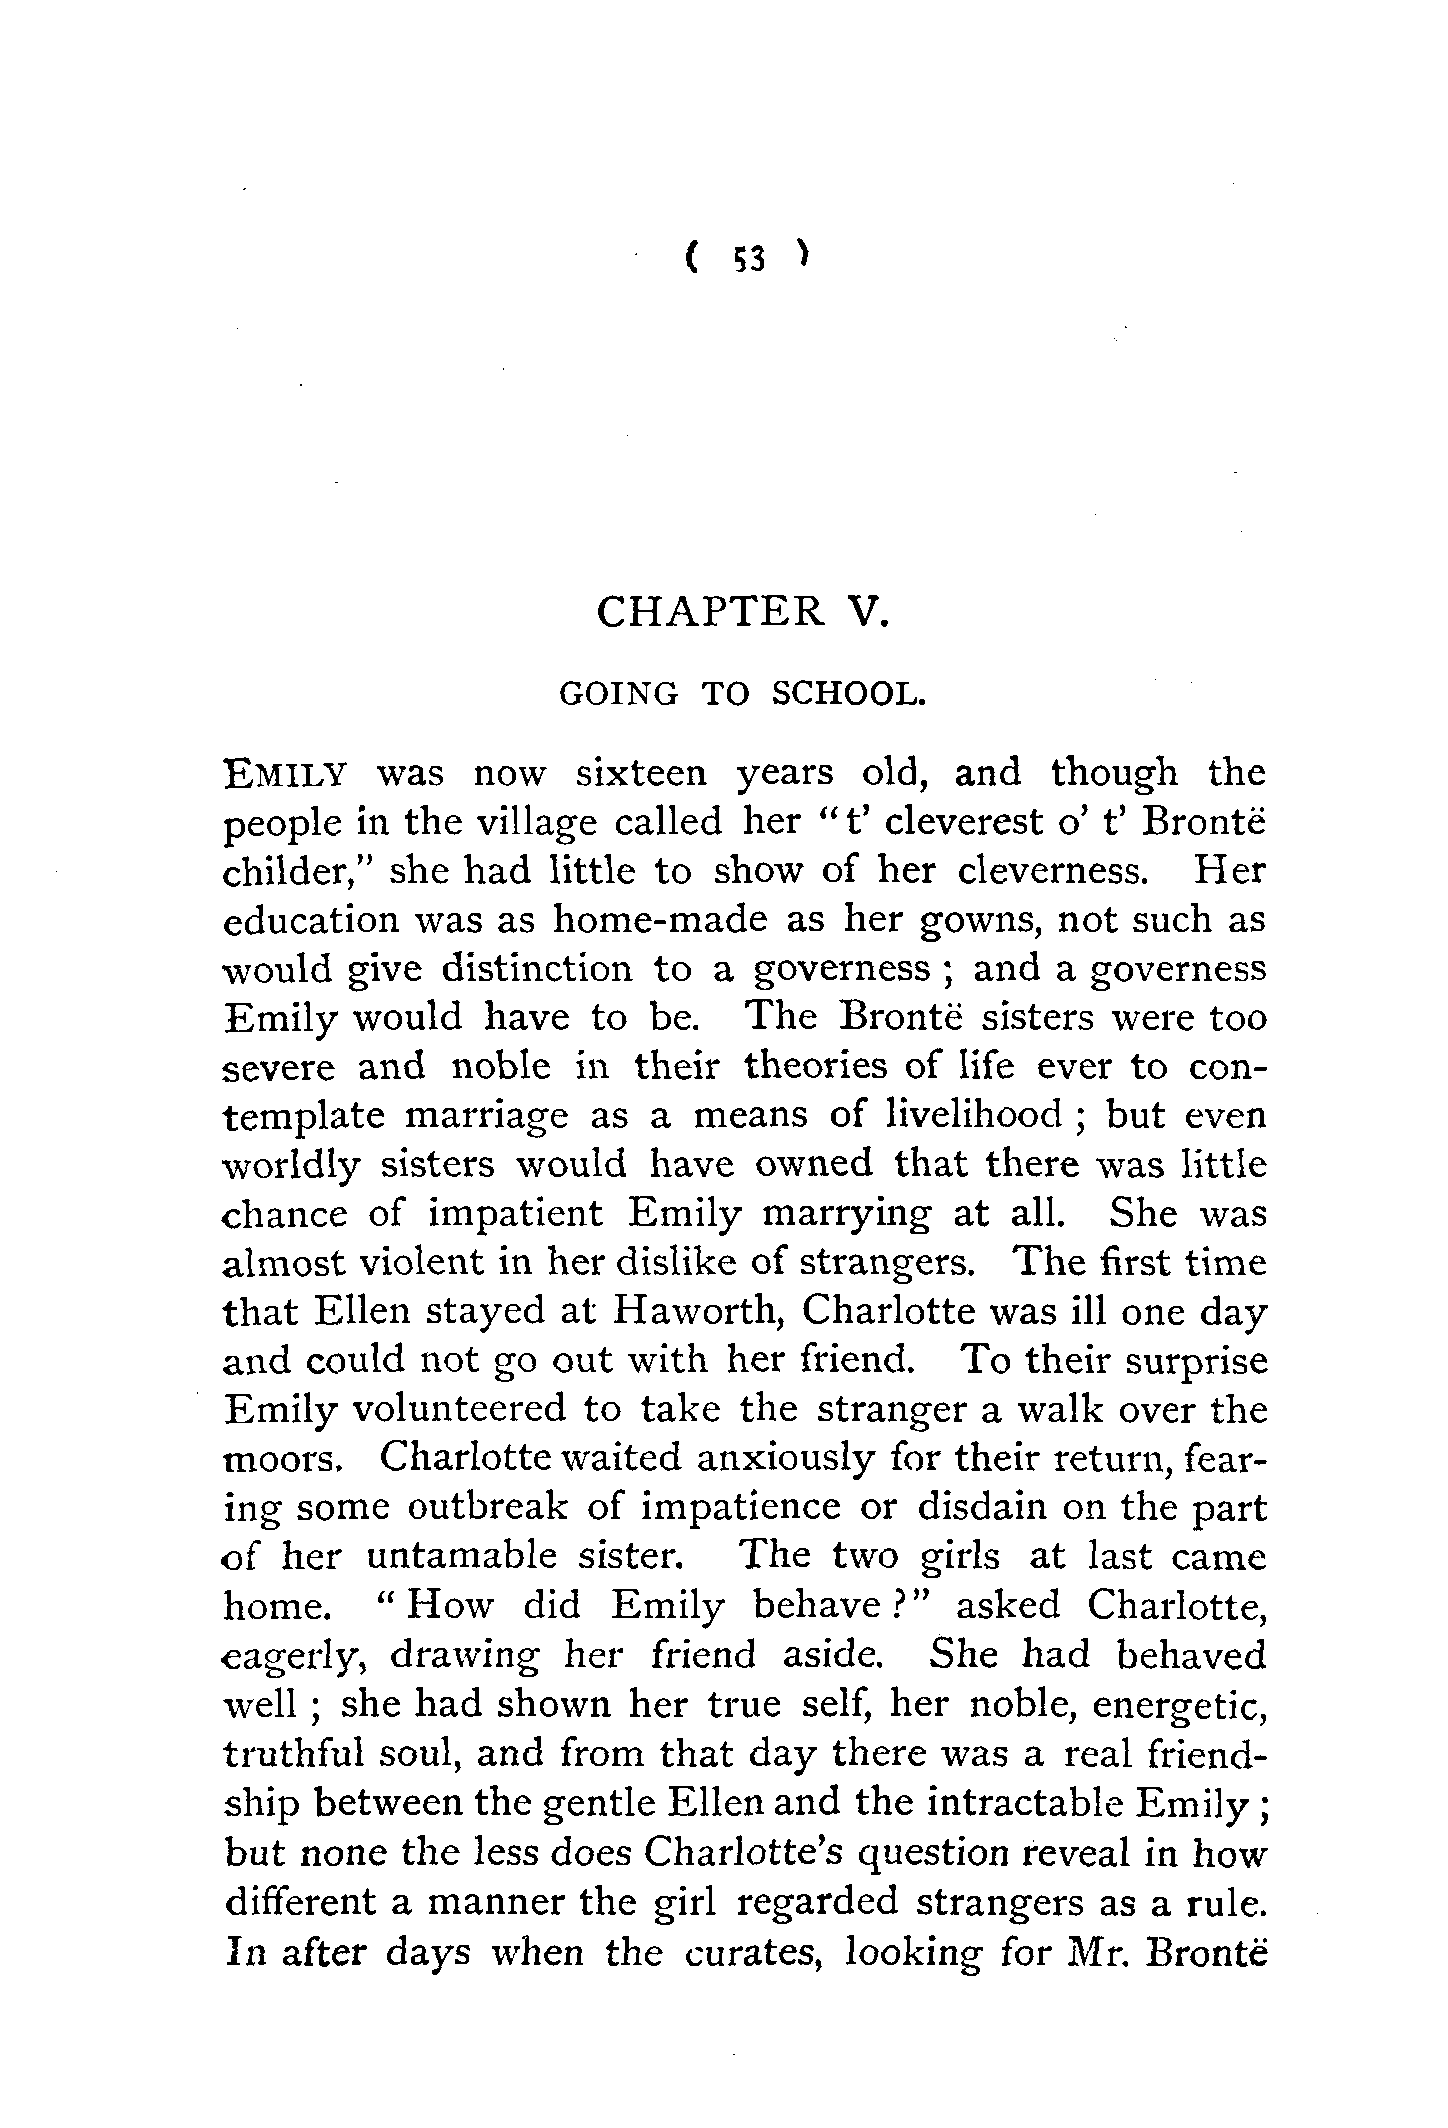 ( 53 )
CHAPTER V.
GOING TO SCHOOL.
EMILY was now sixteen years old, and though the
people in the village called her “t’ cleverest o’ t’ Brontë
childer,” she had little to show of her cleverness. Her
education was as home-made as her gowns, not such as
would give distinction to a governess ; and a governess
Emily would have to be. The Brontë sisters were too
severe and noble in their theories of life ever to con-
template marriage as a means of livelihood ; but even
worldly sisters would have owned that there was little
chance of impatient Emily marrying at all. She was
almost violent in her dislike of strangers. The first time
that Ellen stayed at Haworth, Charlotte was ill one day
and could not go out with her friend. To their surprise
Emily volunteered to take the stranger a walk over the
moors. Charlotte waited anxiously for their return, fear-
ing some outbreak of impatience or disdain on the part
of her untamable sister. The two girls at last came
home. “ How did Emily behave ?” asked Charlotte,
eagerly, drawing her friend aside. She had behaved
well ; she had shown her true self, her noble, energetic,
truthful soul, and from that day there was a real friend-
ship between the gentle Ellen and the intractable Emily ;
but none the less does Charlotte’s question reveal in how
different a manner the girl regarded strangers as a rule.
In after days when the curates, looking for Mr. Brontë